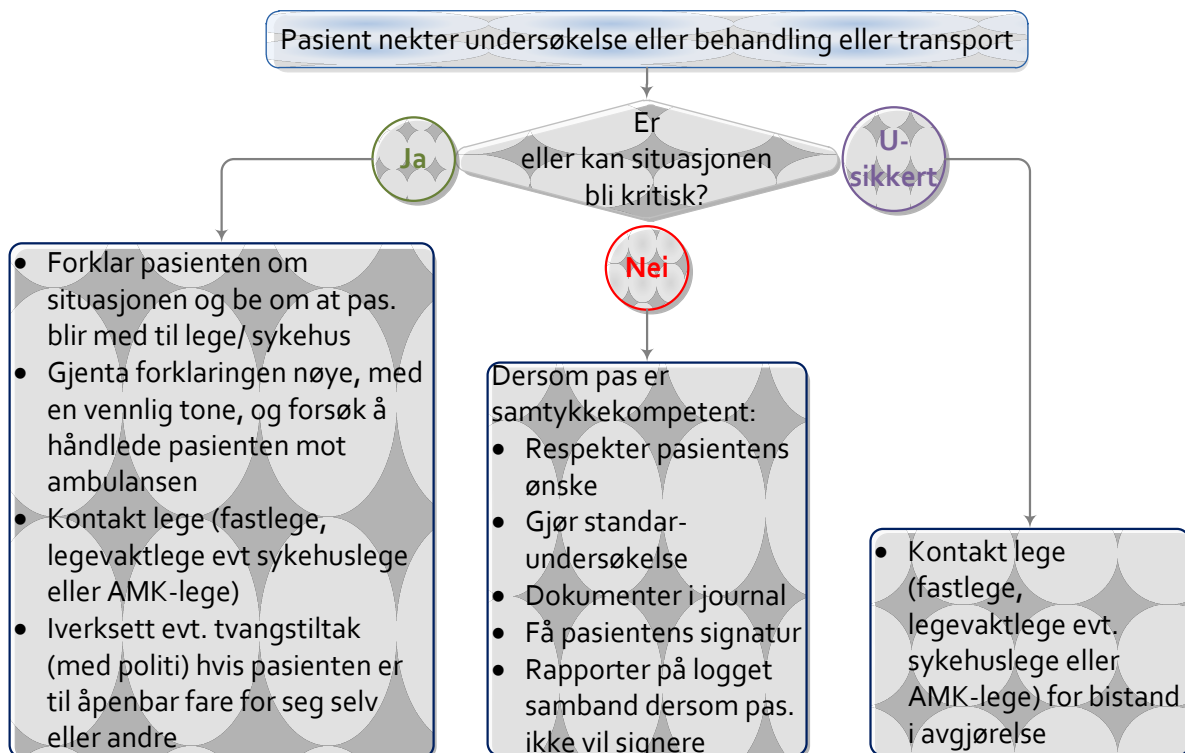 Pasient nekter undersøkelse eller behandling eller transport
Er
eller kan situasjonen
bli kritisk?
Ja
U-
sikkert
Nei
• Forklar pasienten om
situasjonen og be om at pas.
blir med til lege/ sykehus
• Gjenta forklaringen nøye, med
en vennlig tone, og forsøk å
håndlede pasienten mot
ambulansen
• Kontakt lege (fastlege,
legevaktlege evt sykehuslege
eller AMK-lege)
• Iverksett evt. tvangstiltak
(med politi) hvis pasienten er
til åpenbar fare for seg selv
eller andre
Dersom pas er
samtykkekompetent:
• Respekter pasientens
ønske
• Gjør standar-
undersøkelse
• Dokumenter i journal
• Få pasientens signatur
• Rapporter på logget
samband dersom pas.
ikke vil signere
• Kontakt lege
(fastlege,
legevaktlege evt.
sykehuslege eller
AMK-lege) for bistand
i avgjørelse